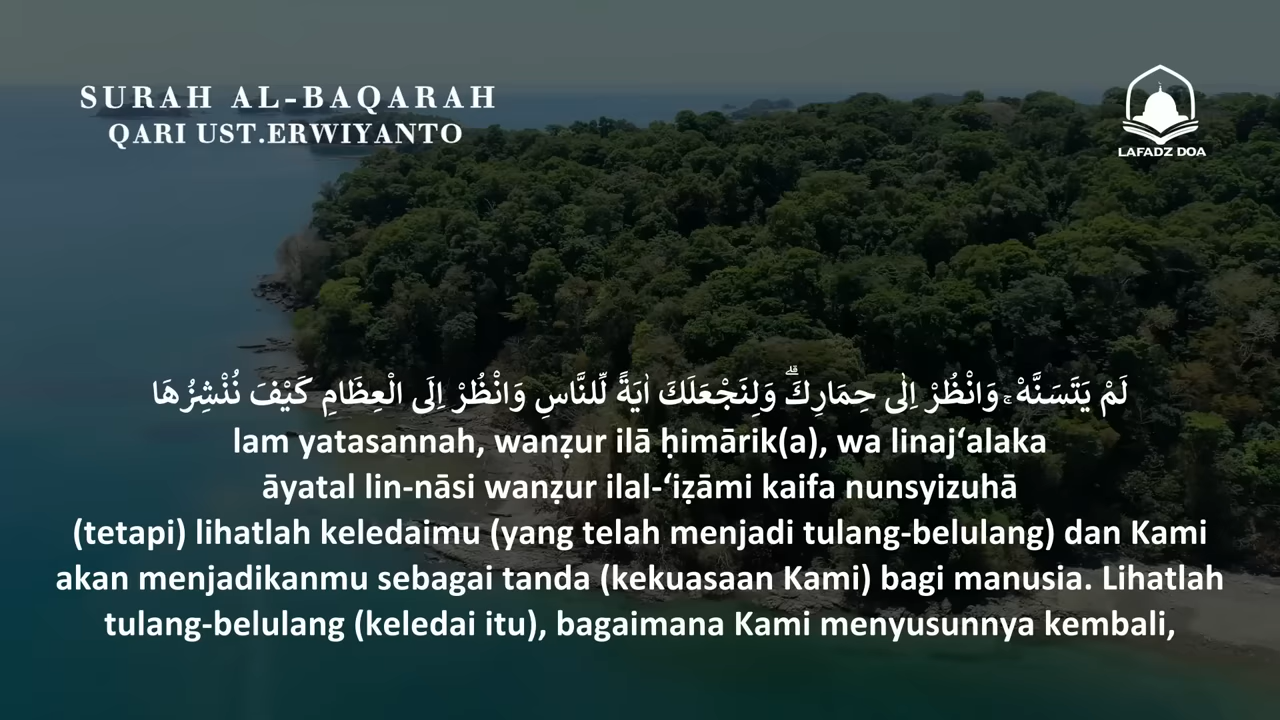 SURAH AL-BAQARAH
QARI UST.ERWIYANTO
LAFADZ DOA
لَمْ يَتَسَنَّهْ ۚ وَانْظُرْ اِلٰى حِمَارِكَۗ وَلِنَجْعَلَكَ اٰيَةً لِّلنَّاسِ وَانْظُرْ اِلَى الْعِظَامِ كَيْفَ نُنْشِزُهَا
lam yatasannah, wanẓur ilā ḥimārik(a), wa linaj‘alaka
āyatal lin-nāsi wanẓur ilal-‘iẓāmi kaifa nunsyizuhā
(tetapi) lihatlah keledaimu (yang telah menjadi tulang-belulang) dan Kami
akan menjadikanmu sebagai tanda (kekuasaan Kami) bagi manusia. Lihatlah
tulang-belulang (keledai itu), bagaimana Kami menyusunnya kembali,